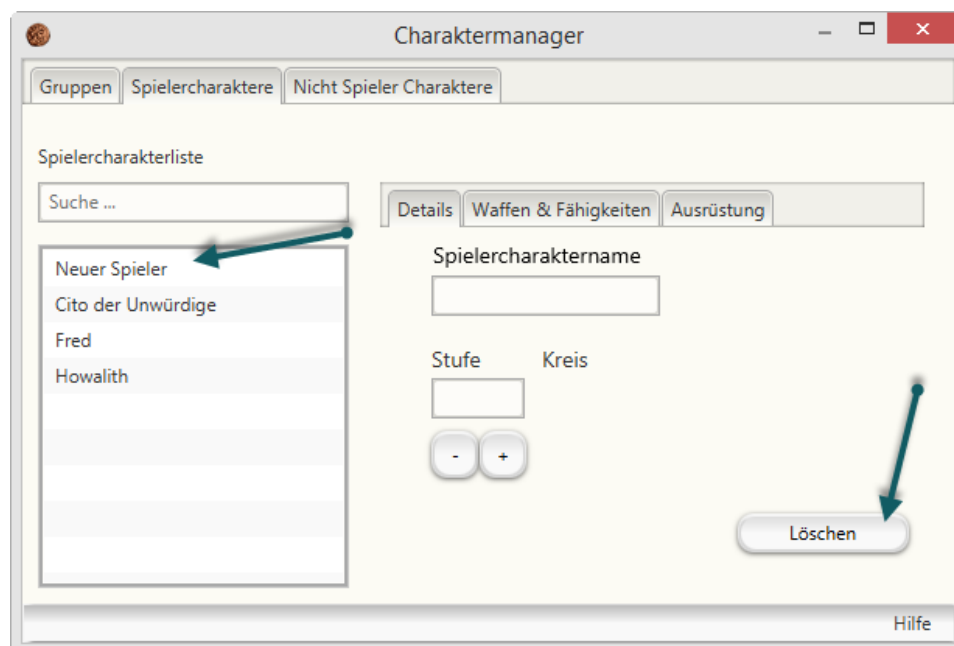 Charaktermanager
Gruppen Spielercharaktere Nicht Spieler Charaktere
Spielercharakterliste
Suche ...
Neuer Spieler
Cito der Unwürdige
Fred
Howalith
Details Waffen & Fähigkeiten Ausrüstung
Spielercharaktername
Stufe Kreis
- +
Löschen
Hilfe